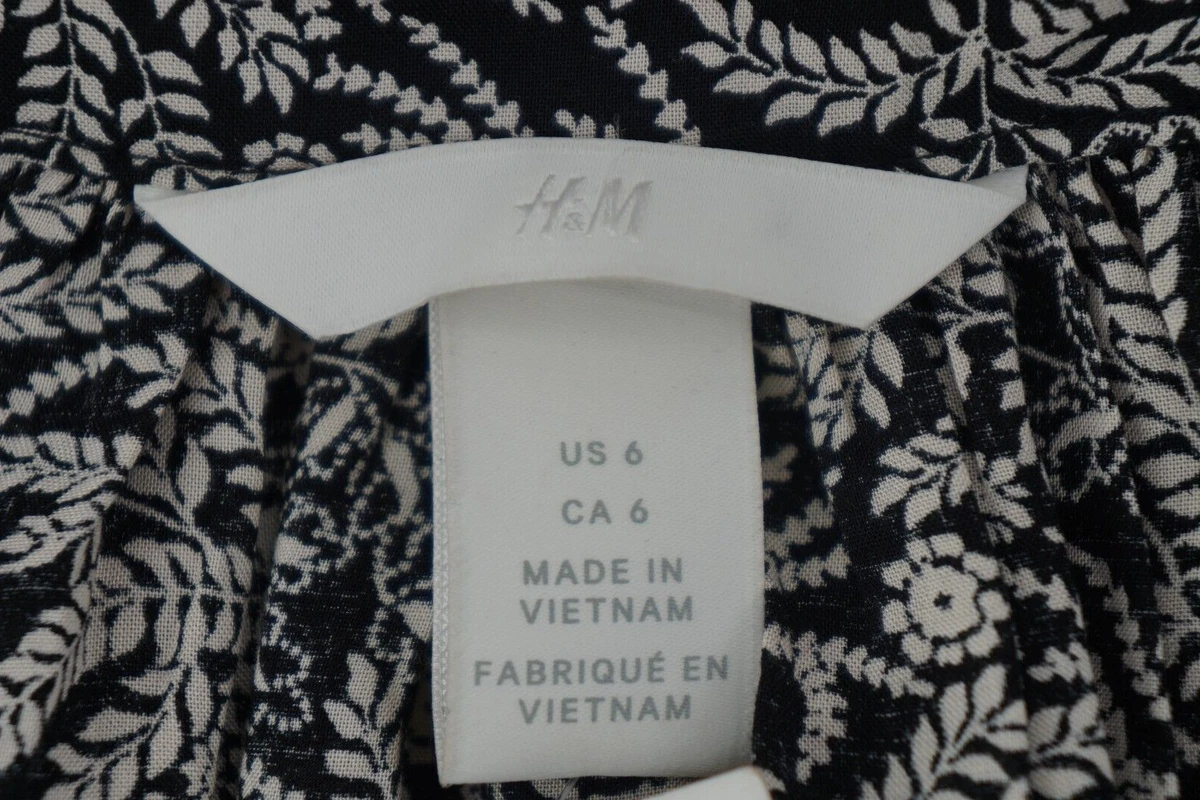 H&M
US 6
CA 6
MADE IN
VIETNAM
FABRIQUÉ EN
VIETNAM